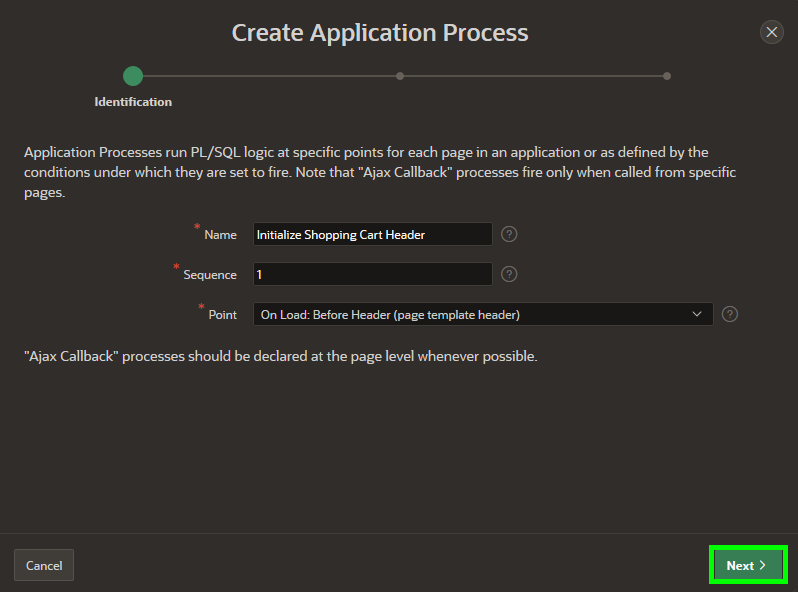 Create Application Process
Identification
Application Processes run PL/SQL logic at specific points for each page in an application or as defined by the
conditions under which they are set to fire. Note that "Ajax Callback" processes fire only when called from specific
pages.
* Name Initialize Shopping Cart Header ?
* Sequence 1 ?
* Point On Load: Before Header (page template header) ?
"Ajax Callback" processes should be declared at the page level whenever possible.
Cancel Next